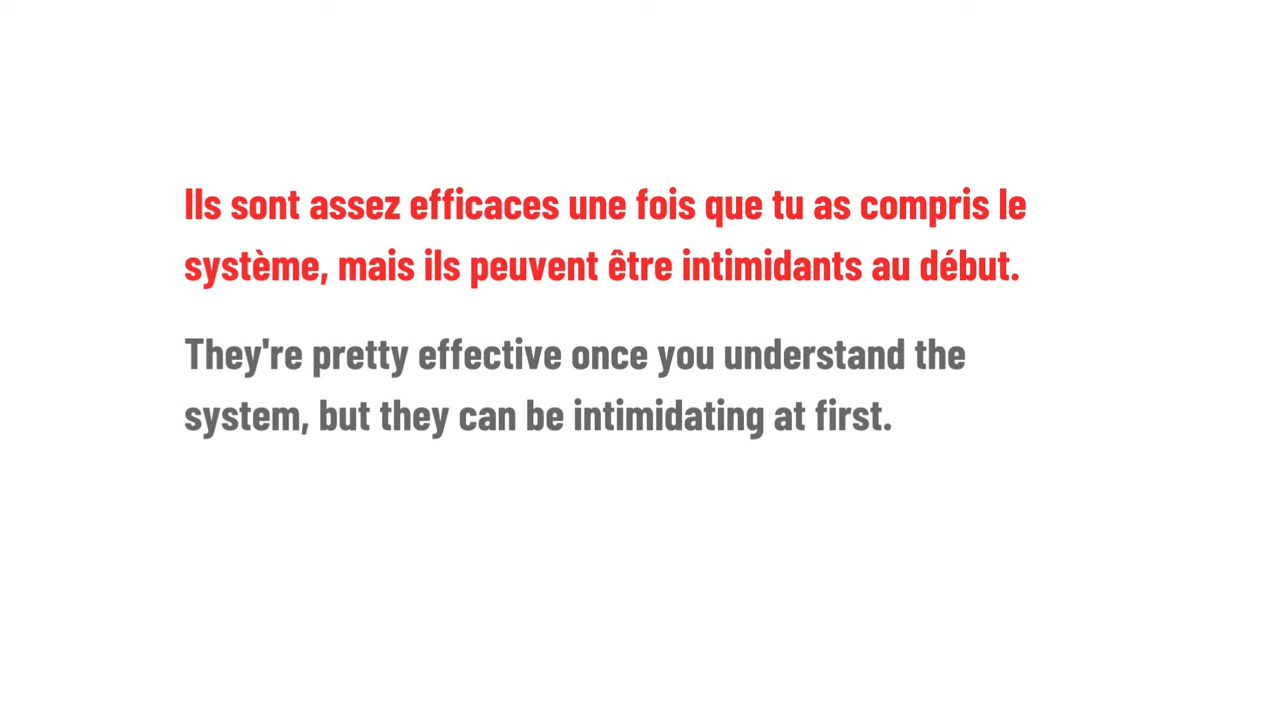 Ils sont assez efficaces une fois que tu as compris le
système, mais ils peuvent être intimidants au début.
They're pretty effective once you understand the
system, but they can be intimidating at first.